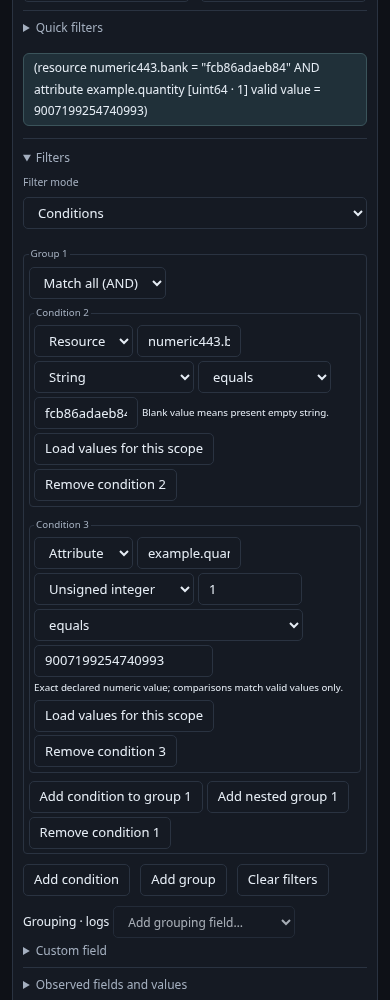 Quick filters
(resource numeric443.bank = "fcb86adaeb84" AND
attribute example.quantity [uint64 · 1] valid value =
9007199254740993)
Filters
Filter mode
Conditions
Group 1
Match all (AND)
Condition 2
Resource numeric443.b
String equals
fcb86adaeb84 Blank value means present empty string.
Load values for this scope
Remove condition 2
Condition 3
Attribute example.quan
Unsigned integer 1
equals
9007199254740993
Exact declared numeric value; comparisons match valid values only.
Load values for this scope
Remove condition 3
Add condition to group 1 Add nested group 1
Remove condition 1
Add condition Add group Clear filters
Grouping · logs Add grouping field...
Custom field
Observed fields and values